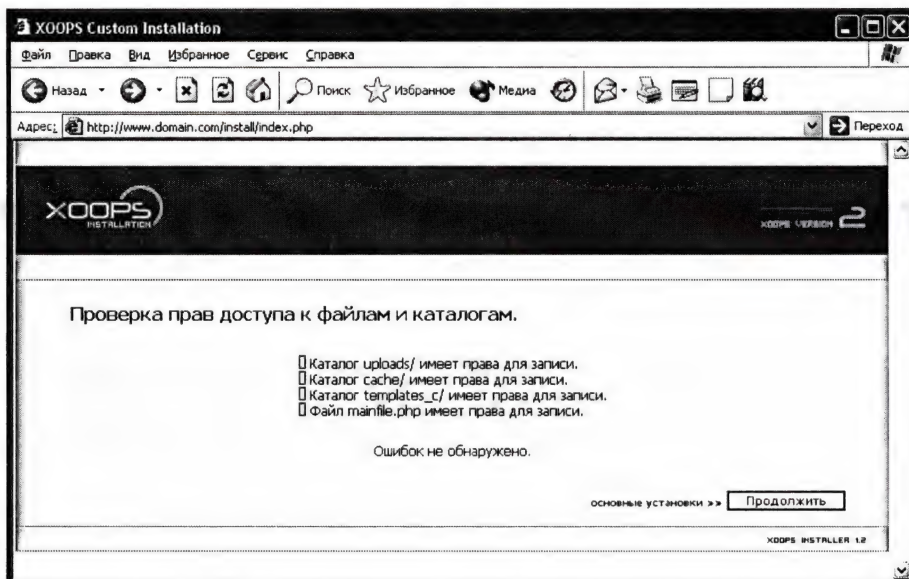 XOOPS Custom Installation
Файл Правка Вид Избранное Сервис Справка
Назад Поиск Избранное Медиа
Адрес: http://www.domain.com/install/index.php Переход
XOOPS
INSTALLATION
XOOPS VERSION 2
Проверка прав доступа к файлам и каталогам.
Каталог uploads/ имеет права для записи.
Каталог cache/ имеет права для записи.
Каталог templates_c/ имеет права для записи.
Файл mainfile.php имеет права для записи.
Ошибок не обнаружено.
основные установки >> Продолжить
XOOPS INSTALLER 1.2